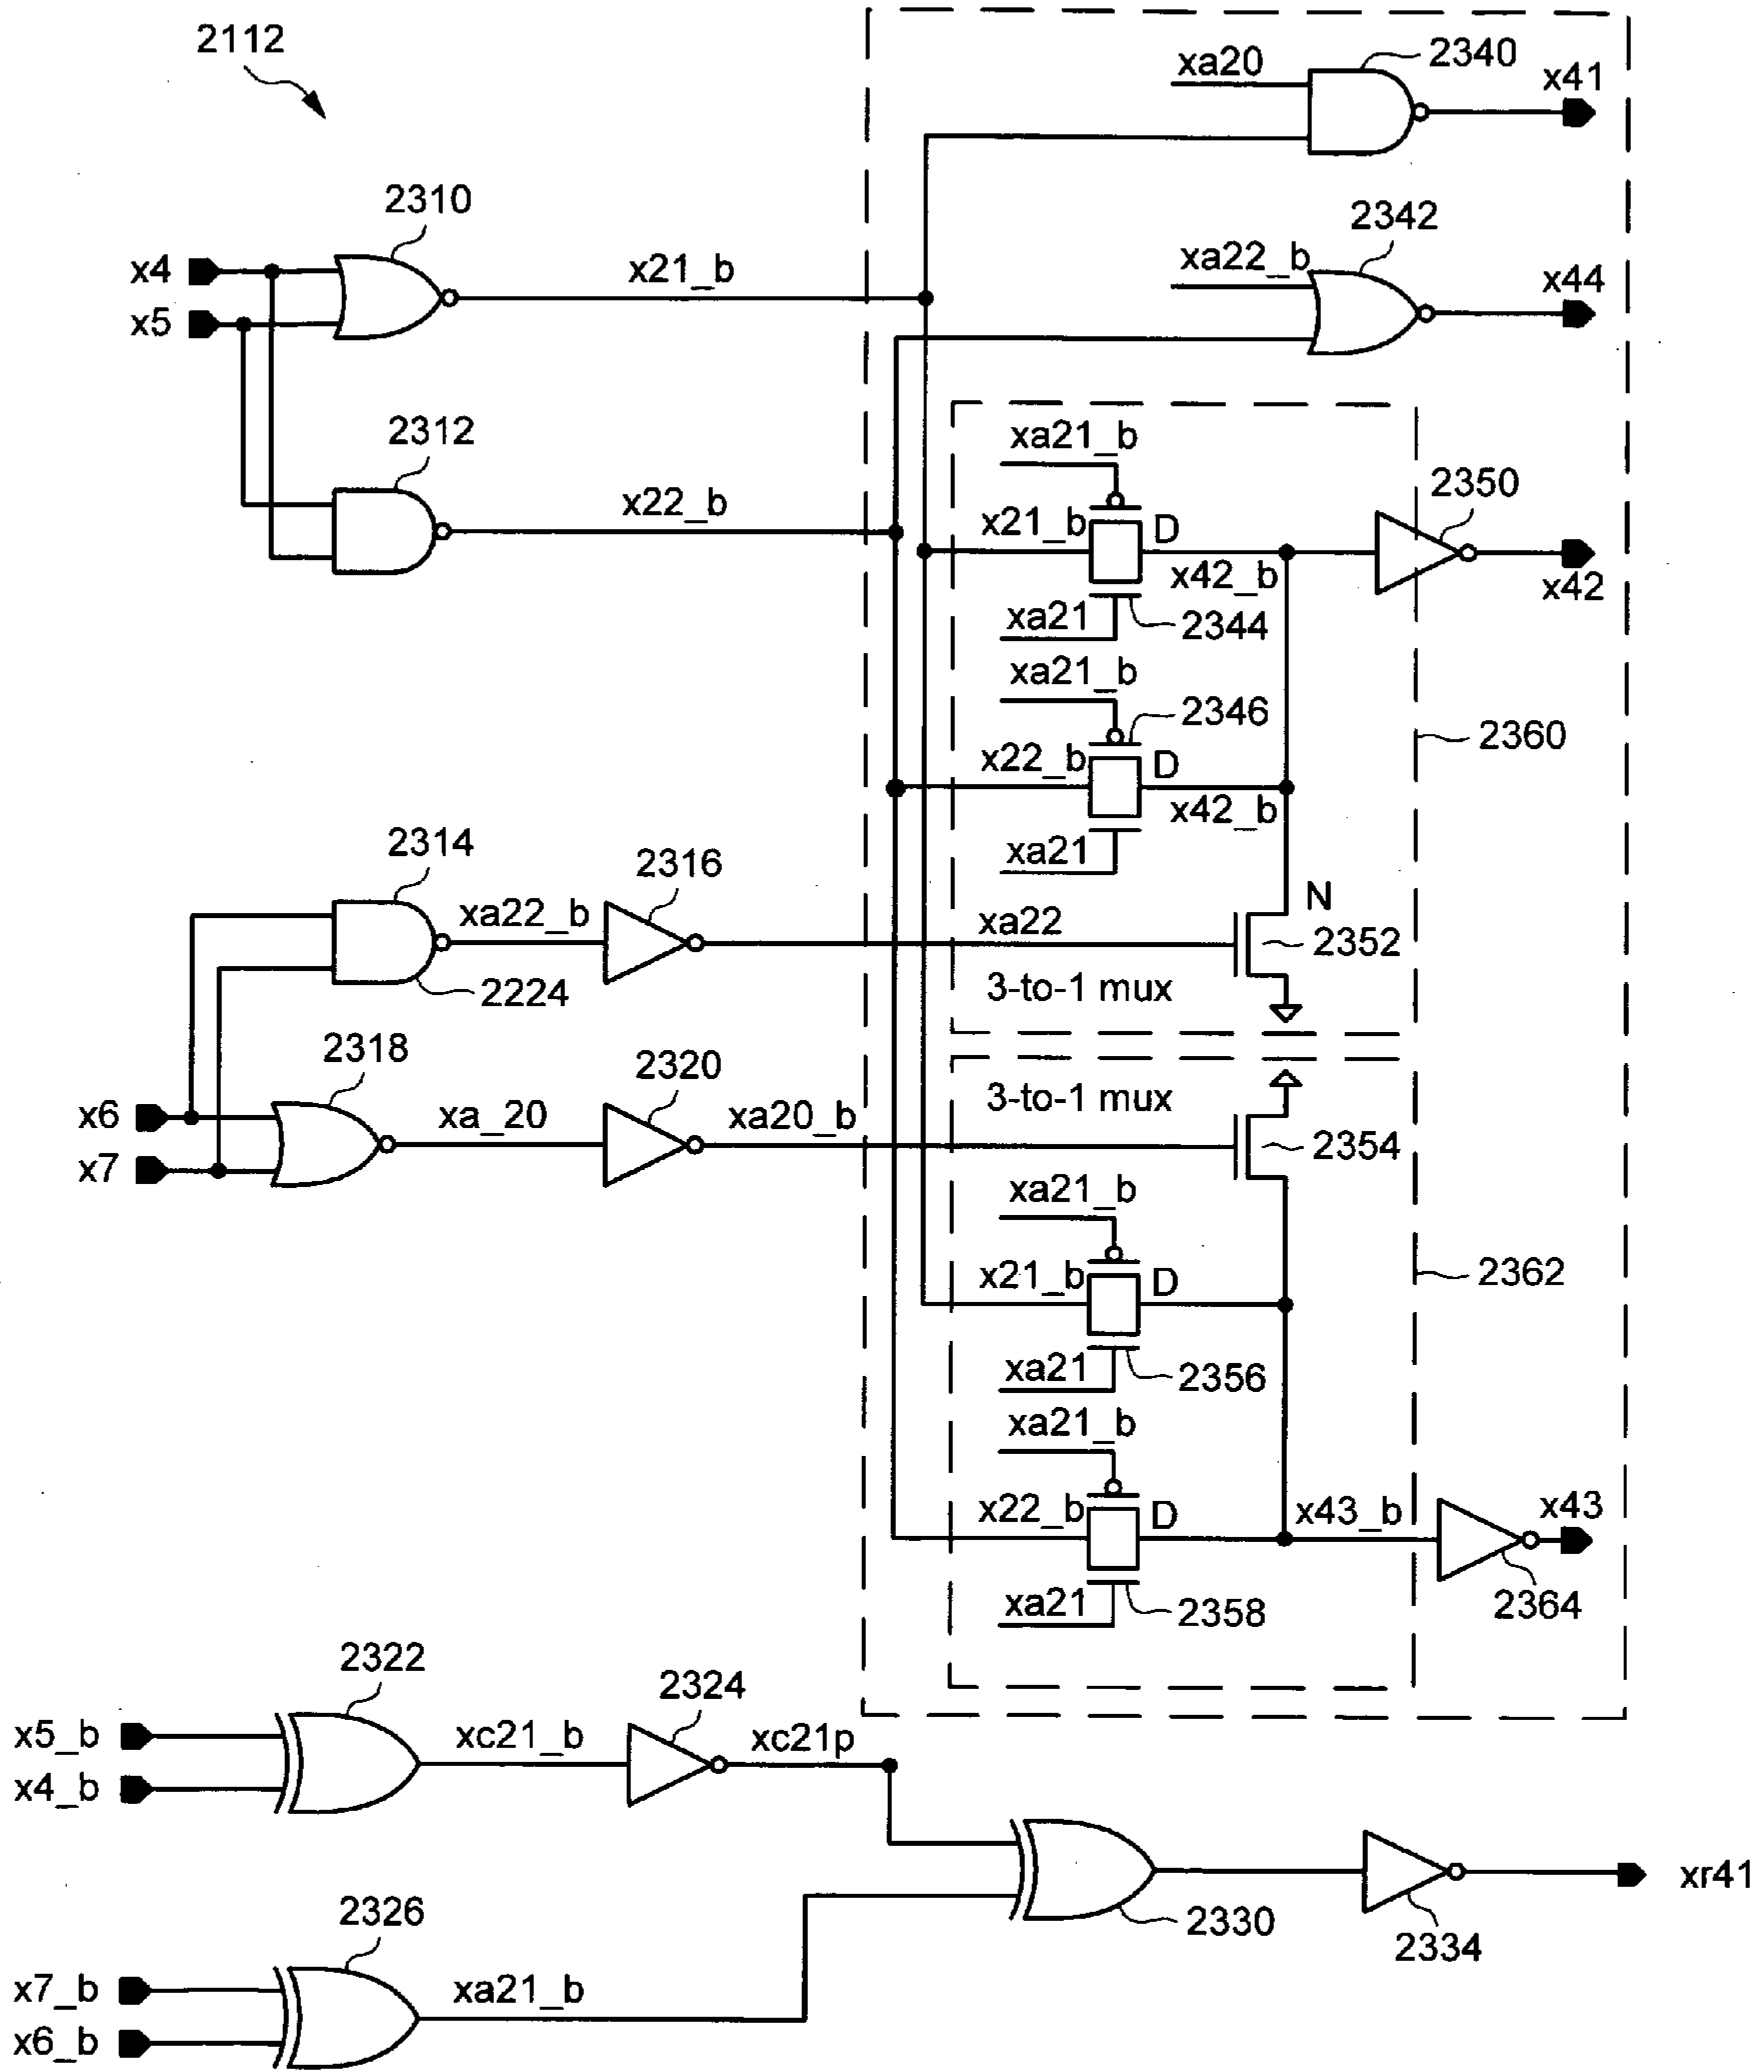 2112
xa20
2340
x41
2310
x4
x5
x21_b
xa22_b
2342
x44
2312
x22_b
xa21_b
x21_b
D
x42_b
xa21
2344
2350
x42
xa21_b
2346
x22_b
D
x42_b
xa21
2360
2314
xa22_b
2224
2316
xa22
N
2352
3-to-1 mux
2318
x6
x7
xa_20
2320
xa20_b
3-to-1 mux
2354
xa21_b
x21_b
D
xa21
2356
2362
xa21_b
x22_b
D
xa21
2358
x43_b
x43
2364
2322
x5_b
x4_b
xc21_b
2324
xc21p
2326
x7_b
x6_b
xa21_b
2330
2334
xr41